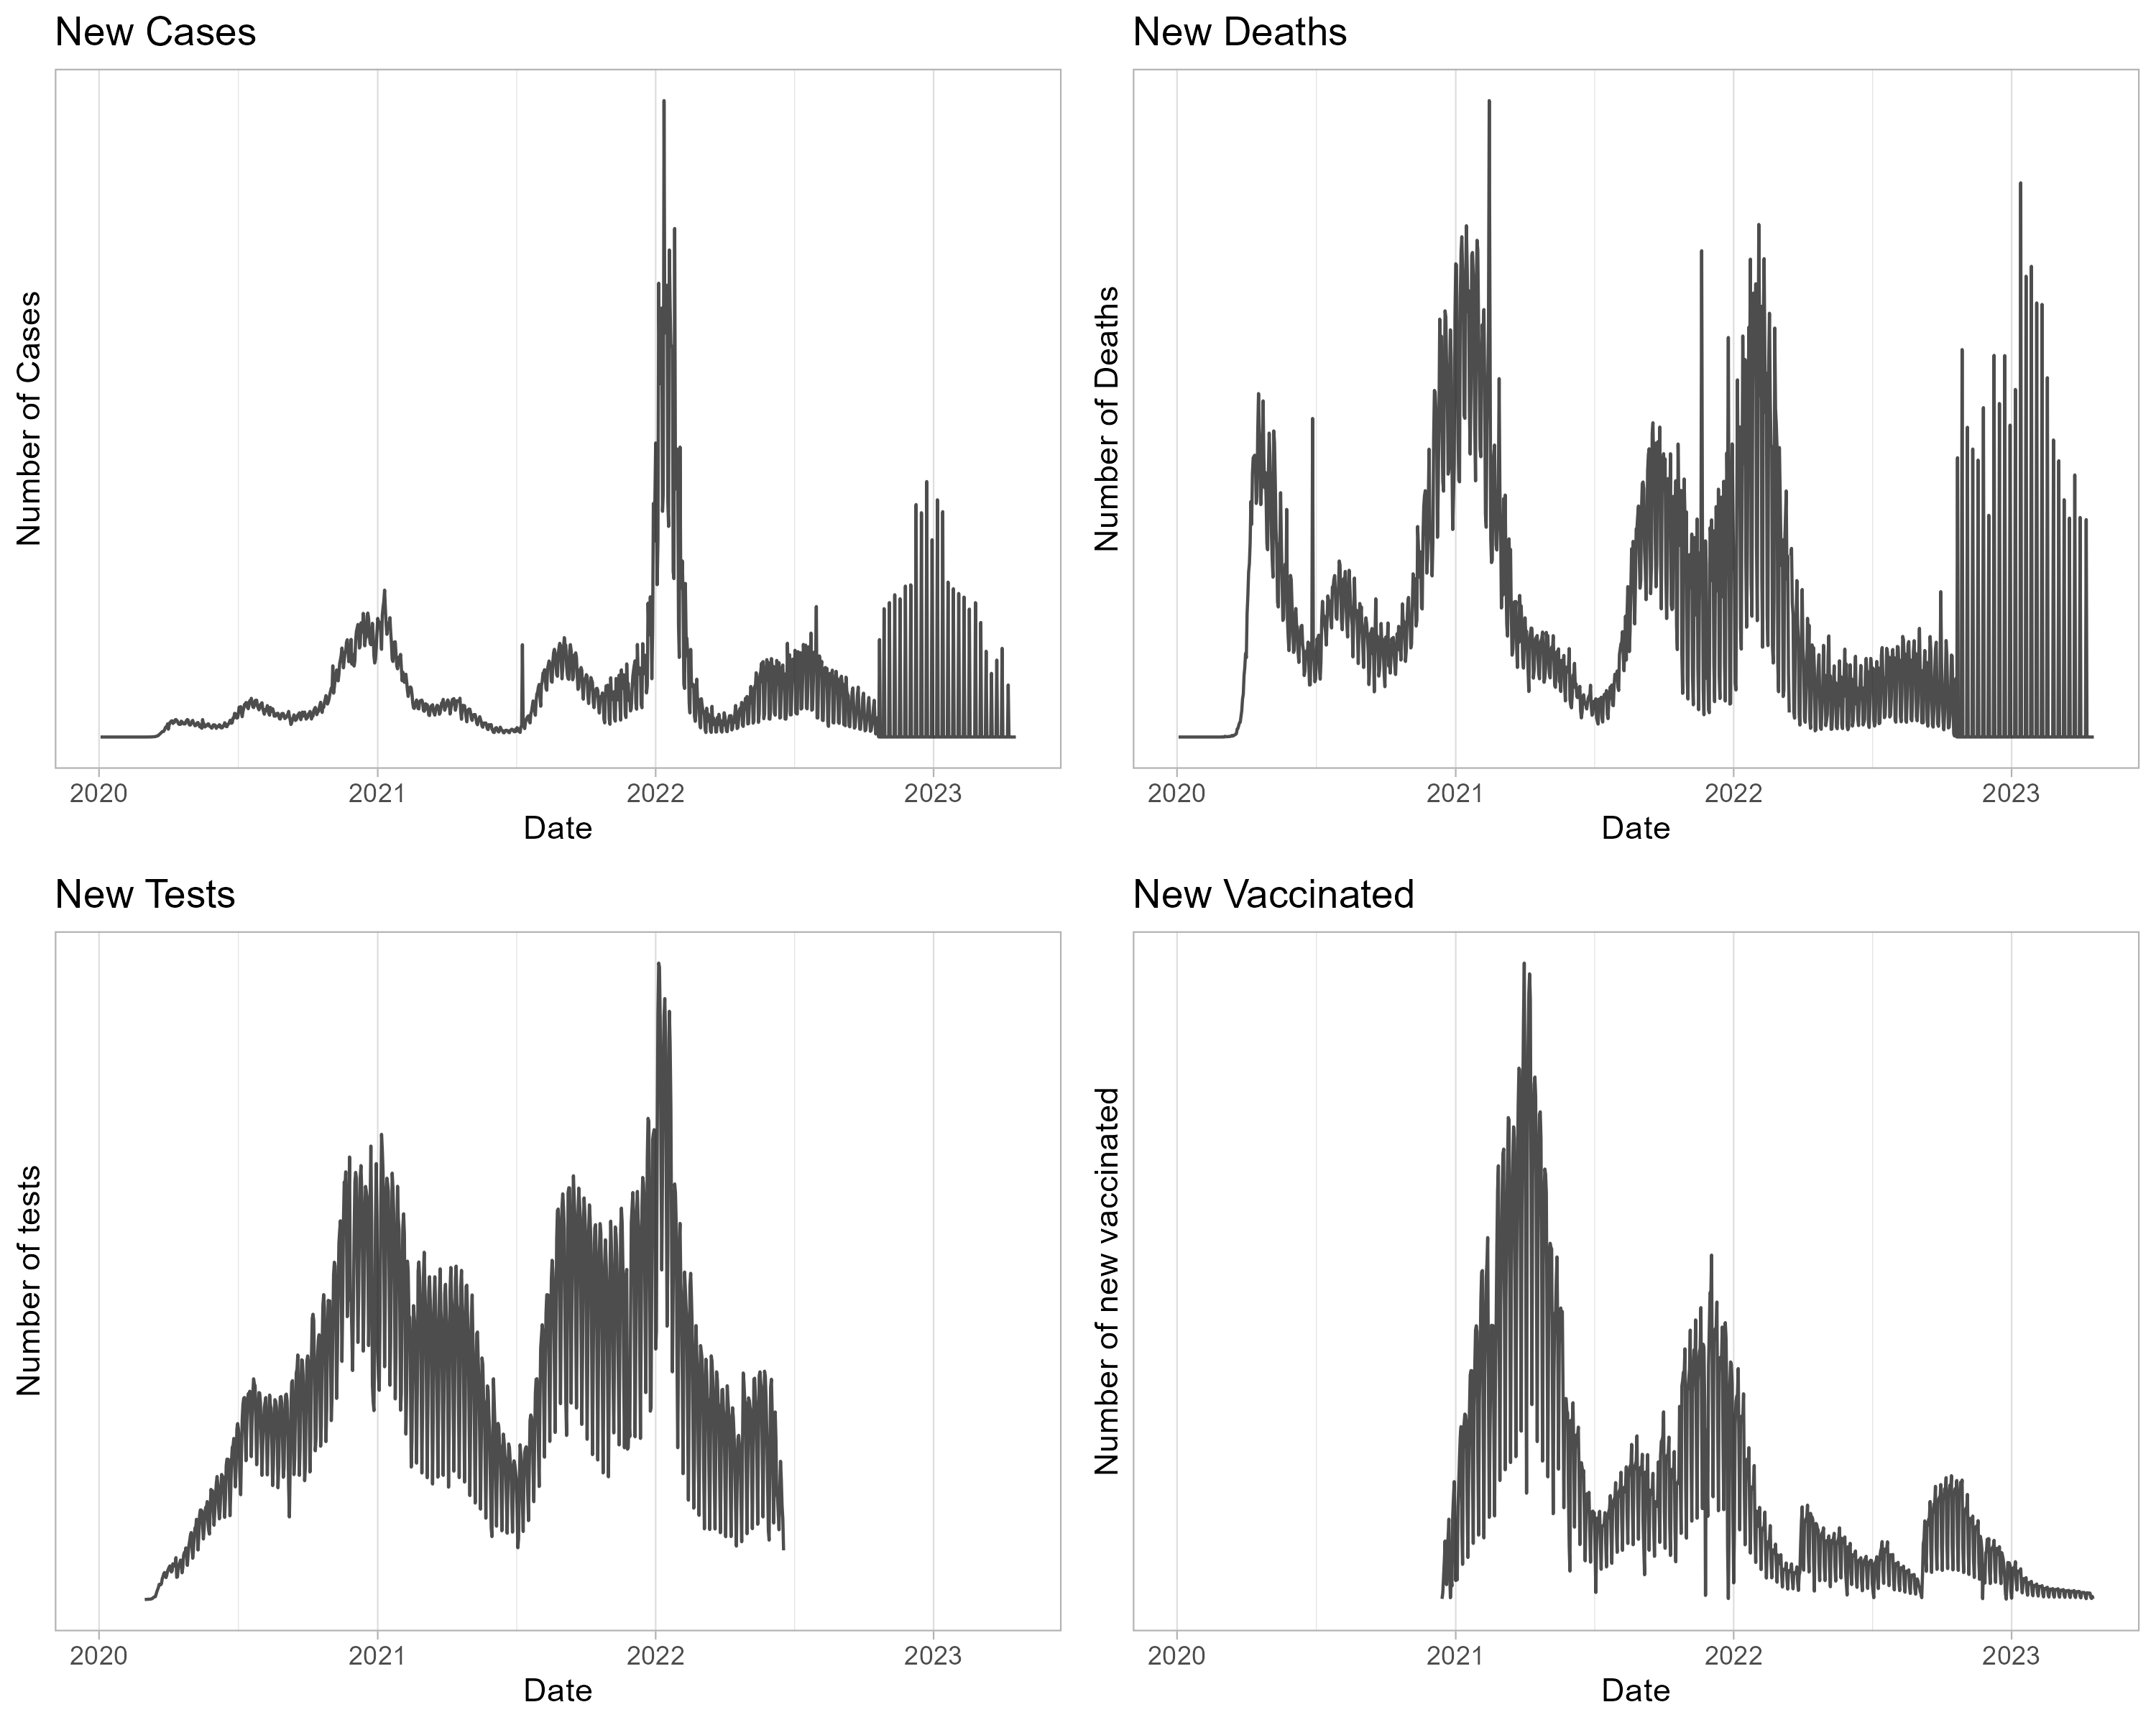 New Cases
Number of Cases
2020 2021 2022 2023
Date
New Deaths
Number of Deaths
2020 2021 2022 2023
Date
New Tests
Number of tests
2020 2021 2022 2023
Date
New Vaccinated
Number of new vaccinated
2020 2021 2022 2023
Date